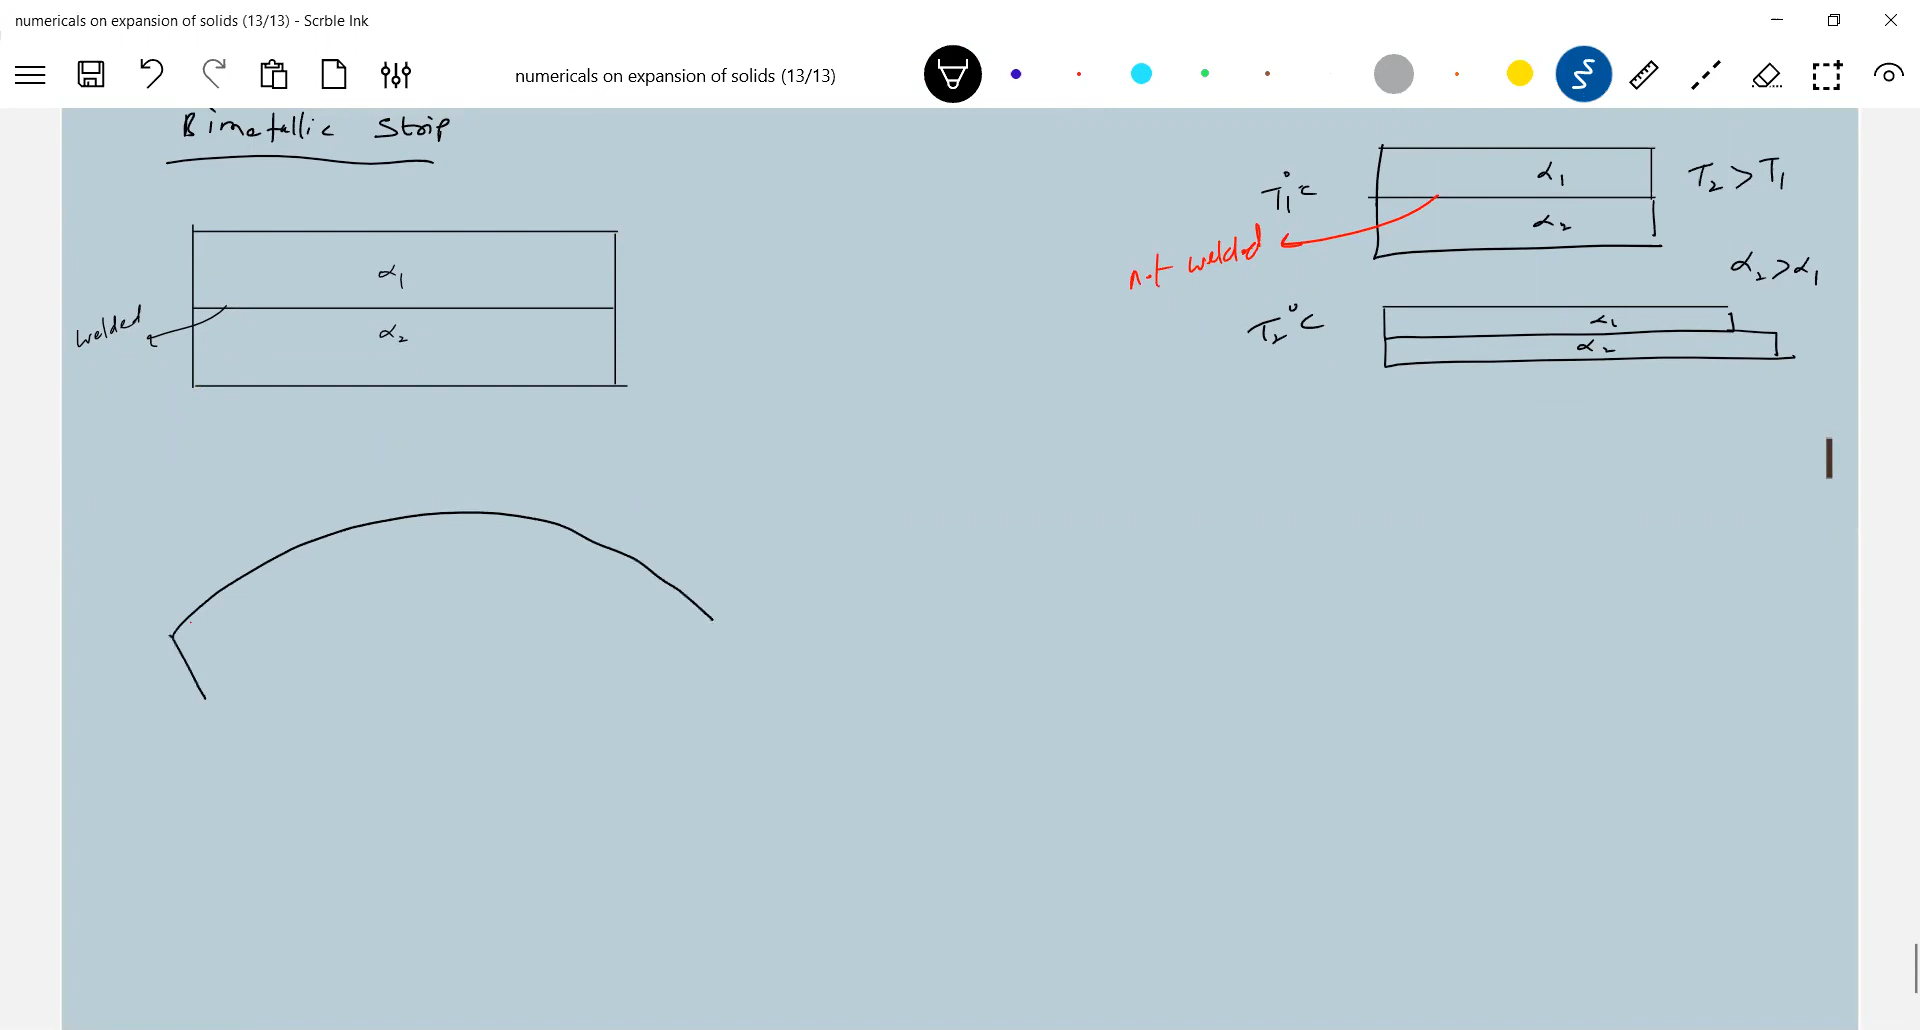 numericals on expansion of solids (13/13) - Scrble Ink
numericals on expansion of solids (13/13)
Bimetallic Strip
T₁°C
α₁
T₂ > T₁
α₂
not welded
α₂ > α₁
α₁
welded
α₂
T₂°C
α₁
α₂